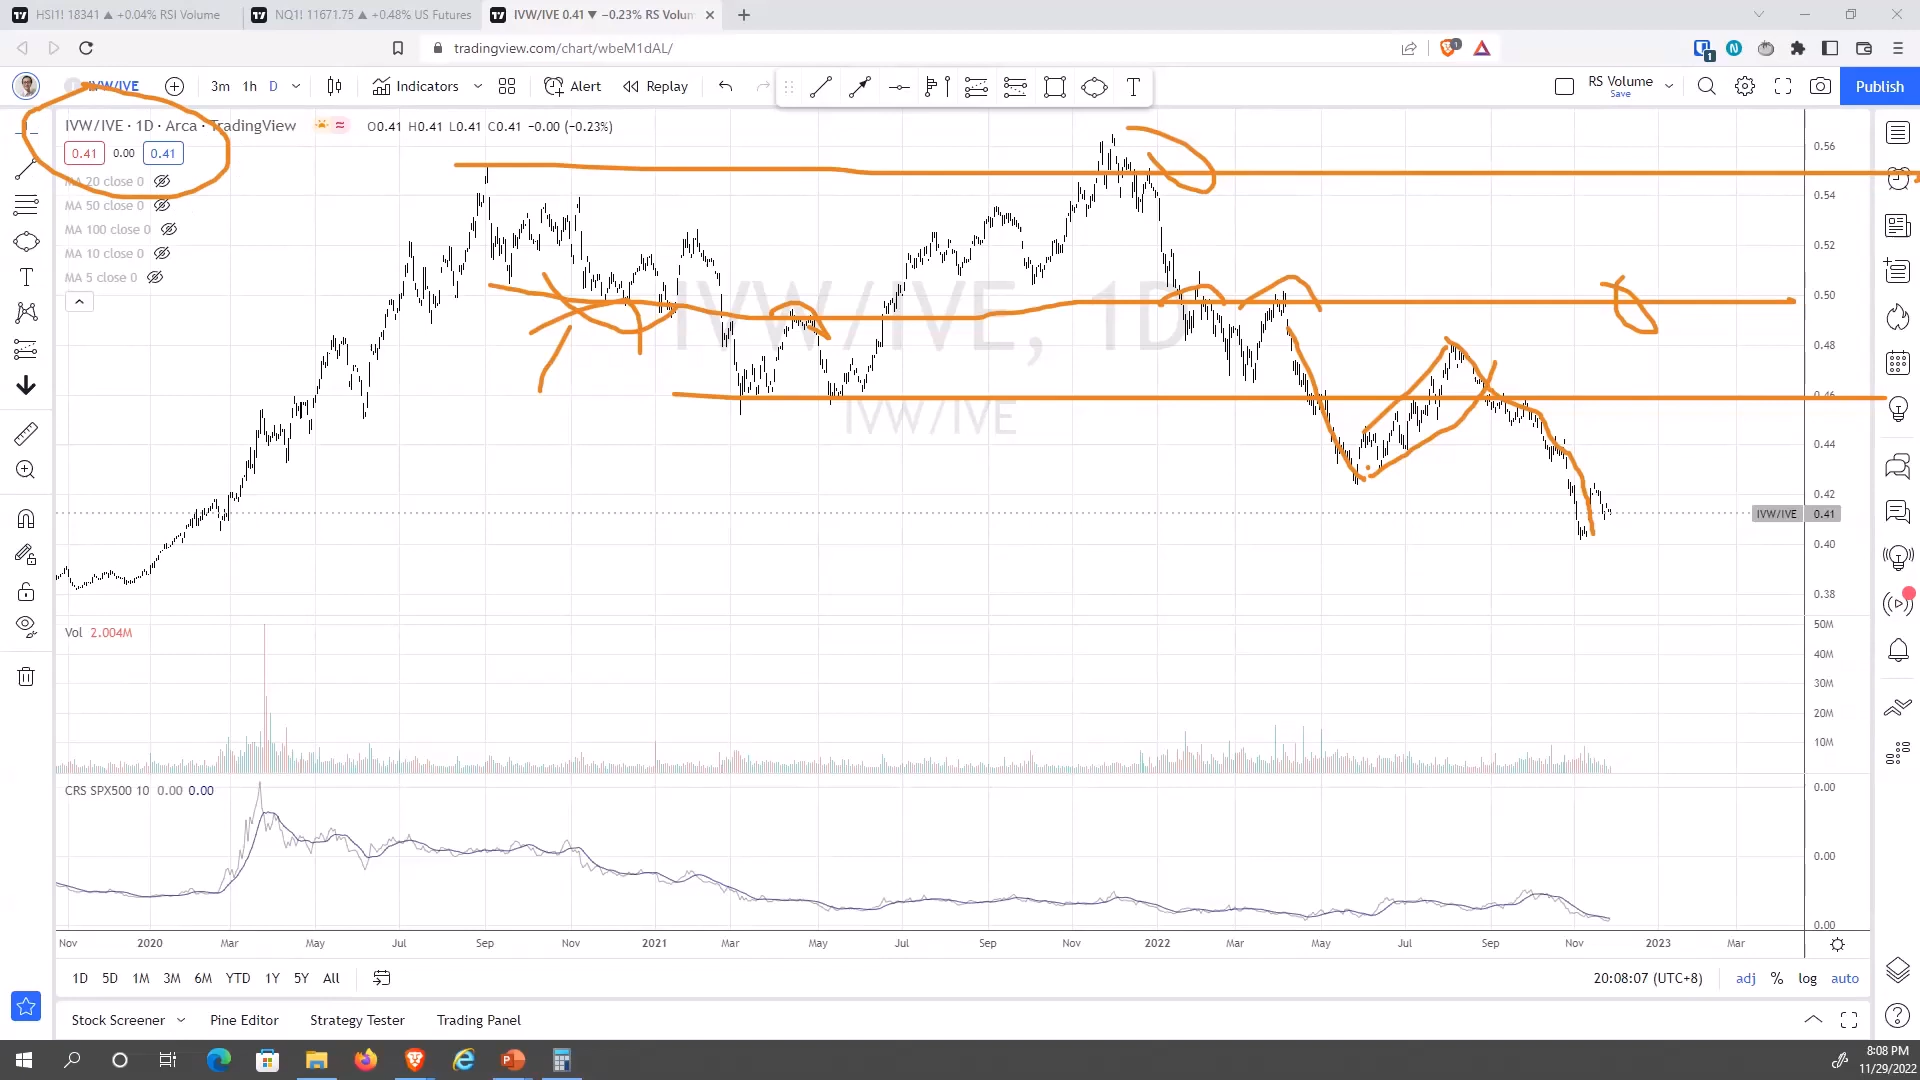 HSI1! 18341 ▲ +0.04% RSI Volume
NQ1! 11671.75 ▲ +0.48% US Futures
IVW/IVE 0.41 ▼ −0.23% RS Volum
tradingview.com/chart/wbeM1dAL/
IVW/IVE
3m 1h D
Indicators
Alert
Replay
RS Volume
Save
Publish
IVW/IVE · 1D · Arca · TradingView
O0.41 H0.41 L0.41 C0.41 −0.00 (−0.23%)
0.41 0.00 0.41
MA 20 close 0
MA 50 close 0
MA 100 close 0
MA 10 close 0
MA 5 close 0
IVW/IVE, 1D
IVW/IVE
0.56
0.54
0.52
0.50
0.48
0.46
0.44
0.42
IVW/IVE 0.41
0.40
0.38
Vol 2.004M
50M
40M
30M
20M
10M
CRS SPX500 10 0.00 0.00
0.00
0.00
0.00
Nov 2020 Mar May Jul Sep Nov 2021 Mar May Jul Sep Nov 2022 Mar May Jul Sep Nov 2023 Mar
1D 5D 1M 3M 6M YTD 1Y 5Y All
20:08:07 (UTC+8)
adj % log auto
Stock Screener Pine Editor Strategy Tester Trading Panel
8:08 PM
11/29/2022